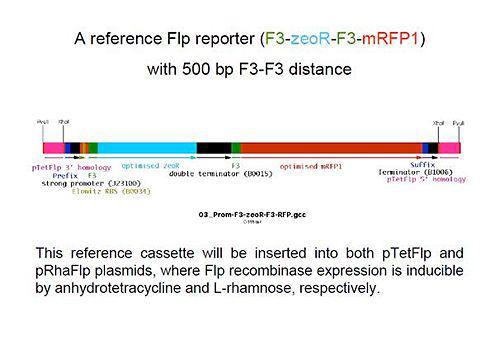 A reference Flp reporter (F3-zeoR-F3-mRFP1)
with 500 bp F3-F3 distance
PvuII XhoI XhoI PvuII
pTetFlp 3' homology optimised zeoR F3 optimised mRFP1 Suffix
Prefix F3 double terminator (B0015) Terminator (B1006)
strong promoter (J23100) pTetFlp 5' homology
Elowitz RBS (B0034)
03_Prom-F3-zeoR-F3-RFP.gcc
This reference cassette will be inserted into both pTetFlp and
pRhaFlp plasmids, where Flp recombinase expression is inducible
by anhydrotetracycline and L-rhamnose, respectively.